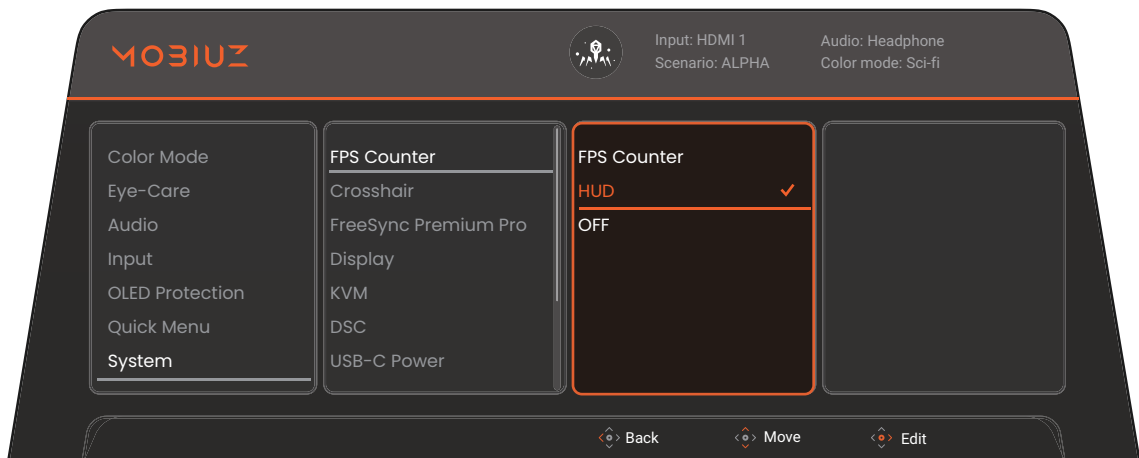 MOBIUZ
Input: HDMI 1
Scenario: ALPHA
Audio: Headphone
Color mode: Sci-fi
Color Mode
Eye-Care
Audio
Input
OLED Protection
Quick Menu
System
FPS Counter
Crosshair
FreeSync Premium Pro
Display
KVM
DSC
USB-C Power
FPS Counter
HUD
OFF
Back
Move
Edit